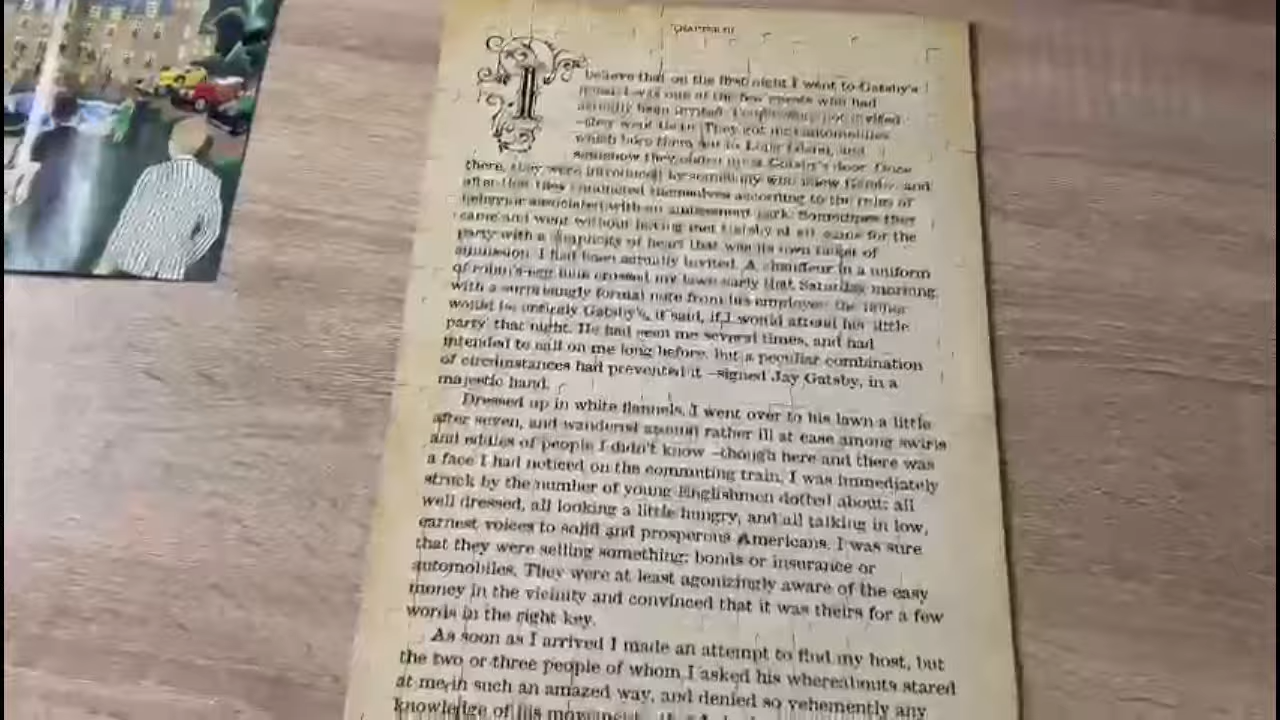 CHAPTER III
I believe that on the first night I went to Gatsby's
house I was one of the few guests who had
actually been invited. People were not invited
—they went there. They got into automobiles
which bore them out to Long Island, and
somehow they ended up at Gatsby's door. Once
there, they were introduced by somebody who knew Gatsby, and
after that they conducted themselves according to the rules of
behavior associated with an amusement park. Sometimes they
came and went without having met Gatsby at all, came for the
party with a simplicity of heart that was its own ticket of
admission. I had been actually invited. A chauffeur in a uniform
of robin's-egg blue crossed my lawn early that Saturday morning
with a surprisingly formal note from his employer: the honor
would be entirely Gatsby's, it said, if I would attend his "little
party" that night. He had seen me several times, and had
intended to call on me long before, but a peculiar combination
of circumstances had prevented it —signed Jay Gatsby, in a
majestic hand.
Dressed up in white flannels, I went over to his lawn a little
after seven, and wandered around rather ill at ease among swirls
and eddies of people I didn't know —though here and there was
a face I had noticed on the commuting train. I was immediately
struck by the number of young Englishmen dotted about: all
well dressed, all looking a little hungry, and all talking in low,
earnest voices to solid and prosperous Americans. I was sure
that they were selling something: bonds or insurance or
automobiles. They were at least agonizingly aware of the easy
money in the vicinity and convinced that it was theirs for a few
words in the right key.
As soon as I arrived I made an attempt to find my host, but
the two or three people of whom I asked his whereabouts stared
at me in such an amazed way, and denied so vehemently any
knowledge of his